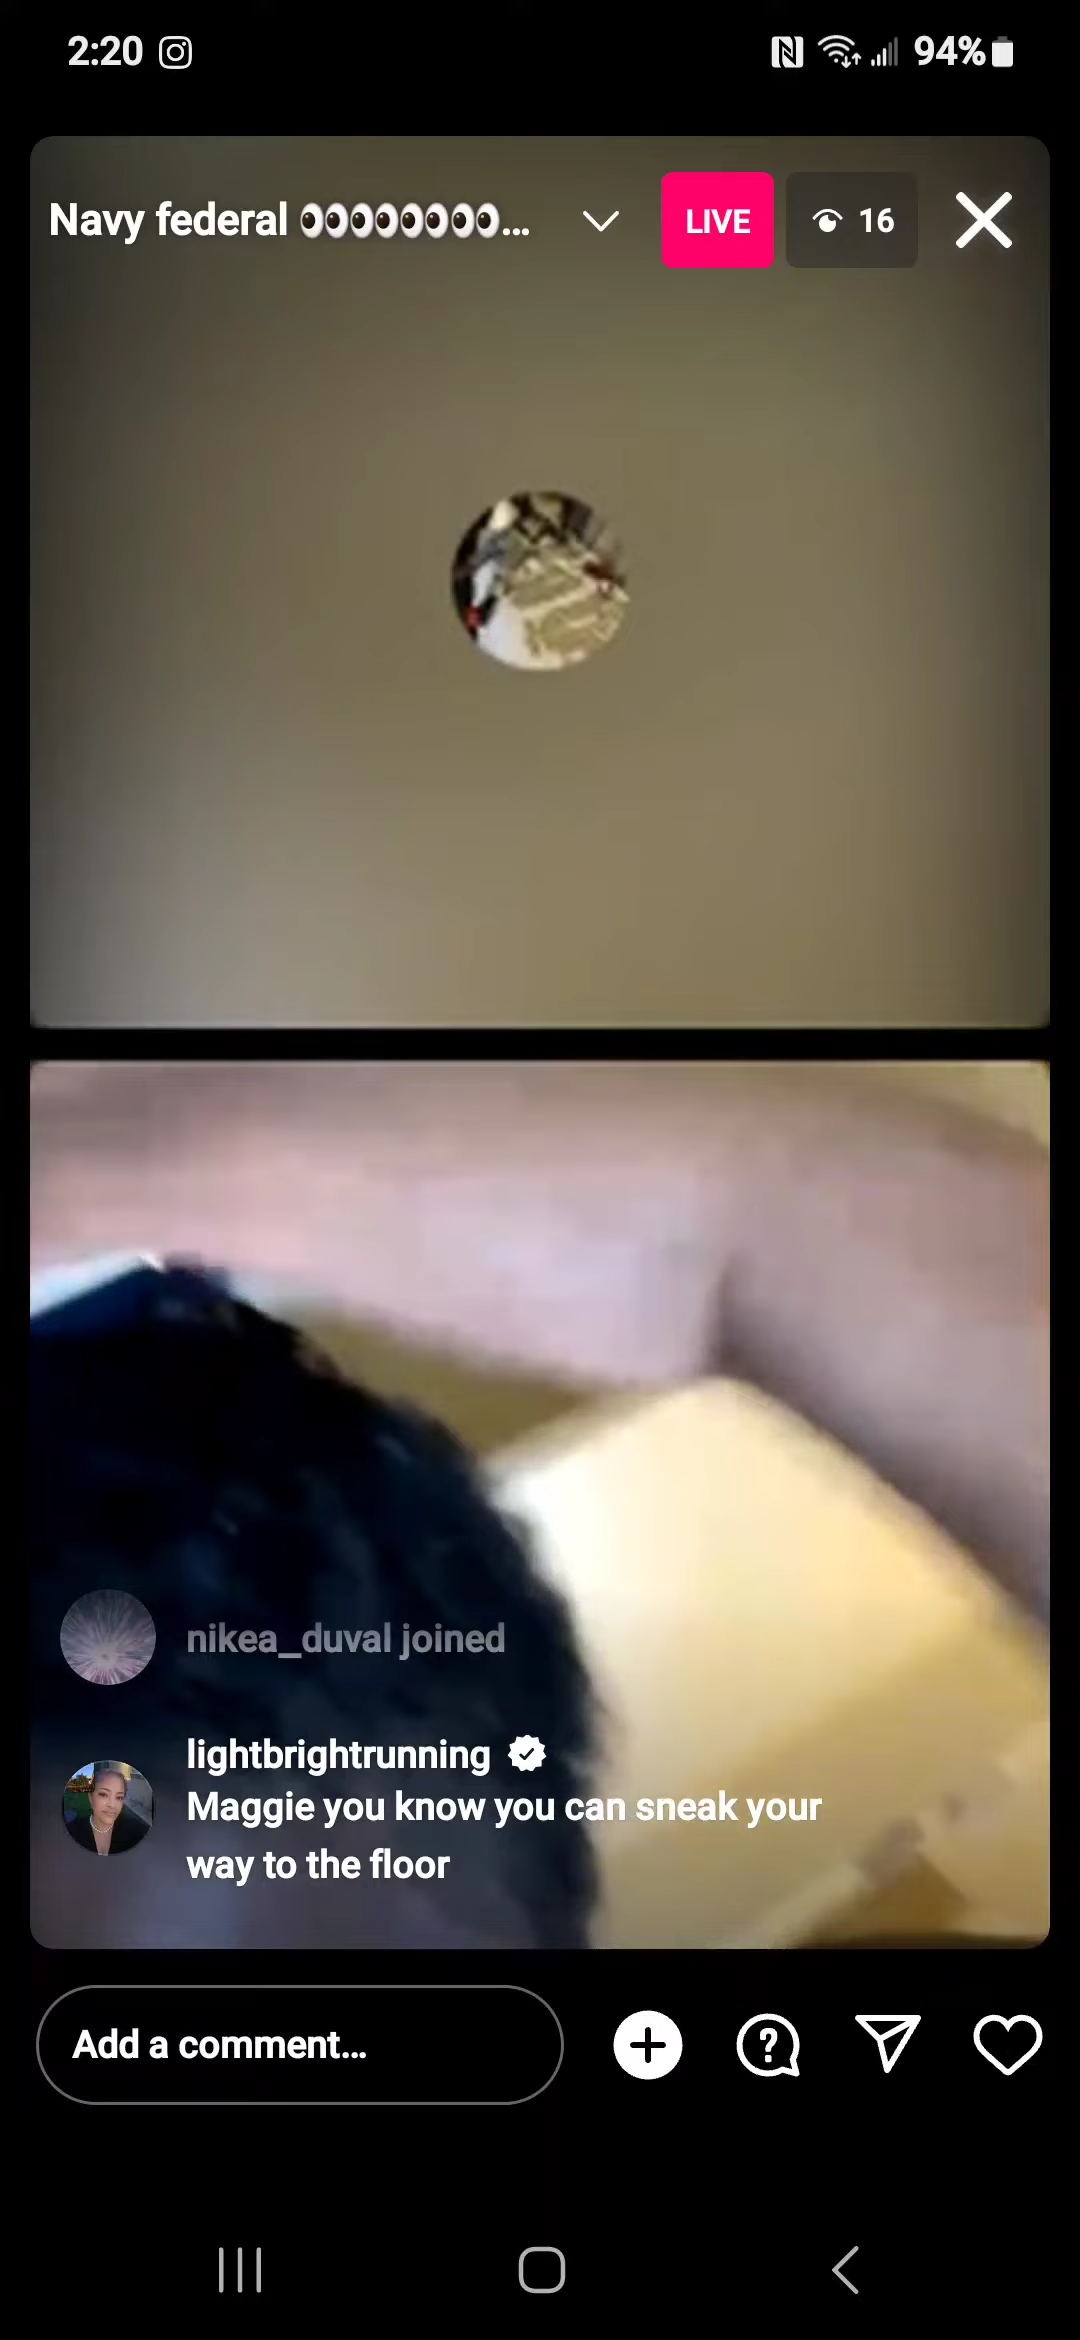 2:20 94%
Navy federal 👀👀👀👀... LIVE 16
nikea_duval joined
lightbrightrunning
Maggie you know you can sneak your
way to the floor
Add a comment...